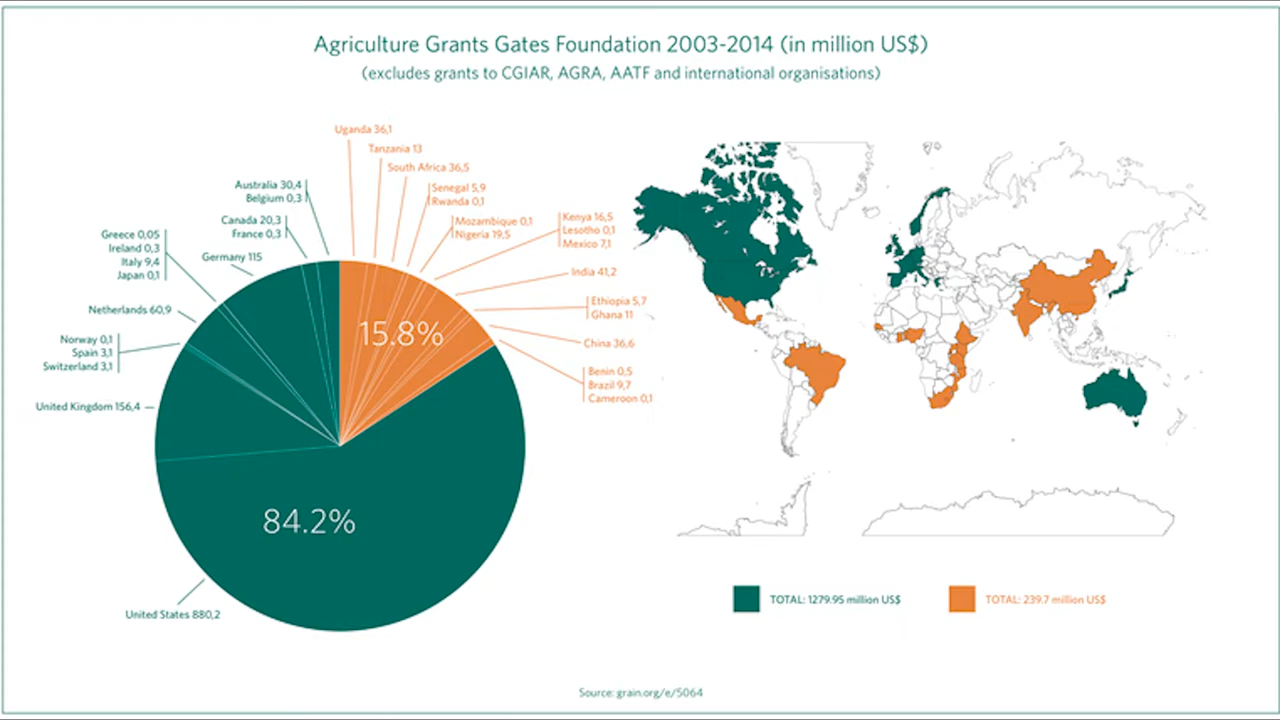 Agriculture Grants Gates Foundation 2003-2014 (in million US$)
(excludes grants to CGIAR, AGRA, AATF and international organisations)
Uganda 36,1
Tanzania 13
South Africa 36,5
Senegal 5,9
Rwanda 0,1
Mozambique 0,1
Nigeria 19,5
Kenya 16,5
Lesotho 0,1
Mexico 7,1
India 41,2
Ethiopia 5,7
Ghana 11
China 36,6
Benin 0,5
Brazil 9,7
Cameroon 0,1
Australia 30,4
Belgium 0,3
Canada 20,3
France 0,3
Germany 115
Greece 0,05
Ireland 0,3
Italy 9,4
Japan 0,1
Netherlands 60,9
Norway 0,1
Spain 3,1
Switzerland 3,1
United Kingdom 156,4
United States 880,2
15.8%
84.2%
TOTAL: 1279.95 million US$
TOTAL: 239.7 million US$
Source: grain.org/e/5064